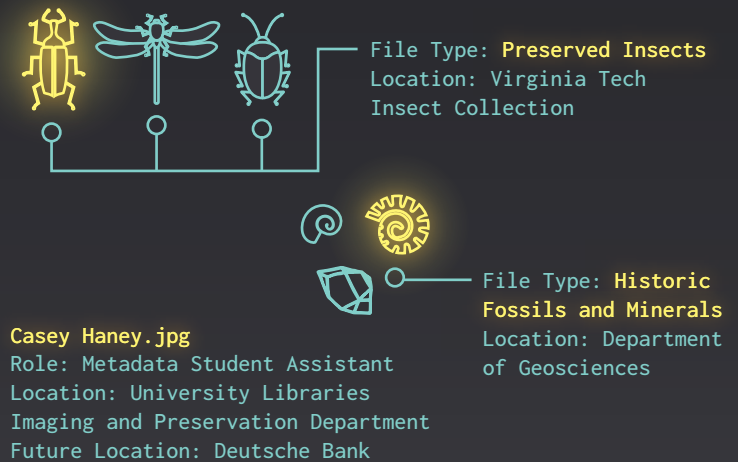 File Type: Preserved Insects
Location: Virginia Tech
Insect Collection
File Type: Historic
Fossils and Minerals
Location: Department
of Geosciences
Casey Haney.jpg
Role: Metadata Student Assistant
Location: University Libraries
Imaging and Preservation Department
Future Location: Deutsche Bank